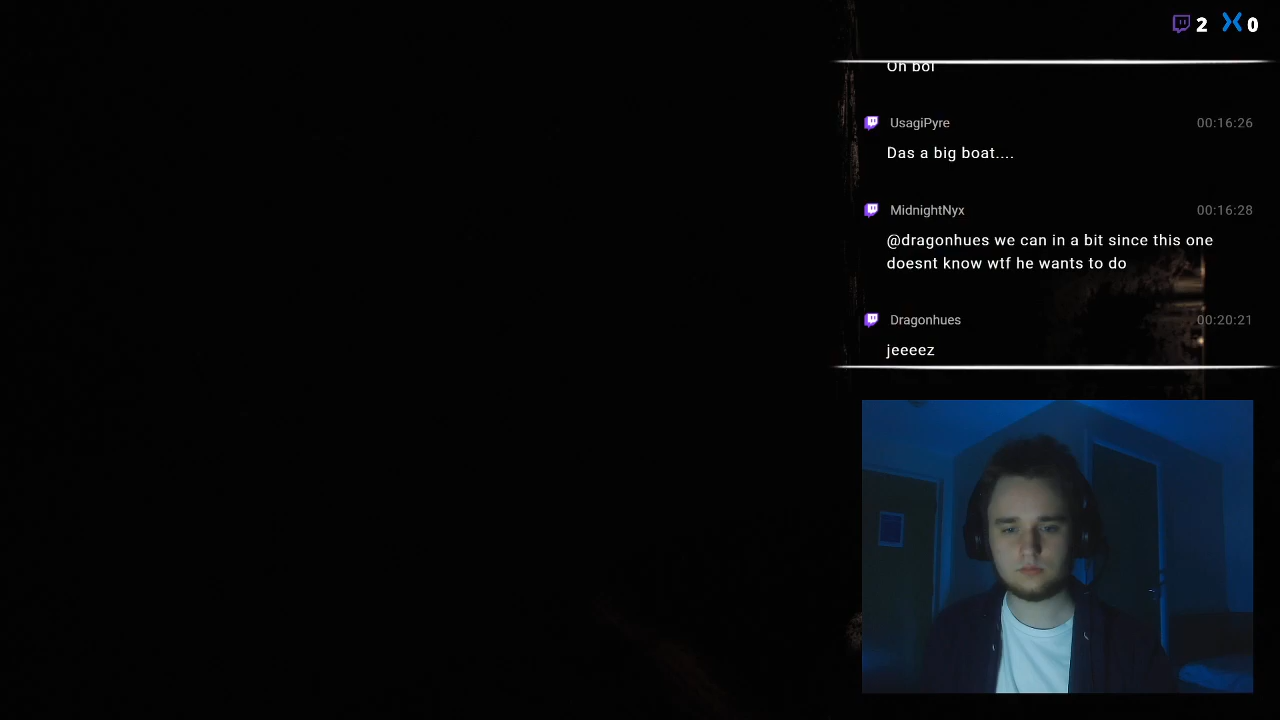 2 0
Oh boi
UsagiPyre 00:16:26
Das a big boat....
MidnightNyx 00:16:28
@dragonhues we can in a bit since this one
doesnt know wtf he wants to do
Dragonhues 00:20:21
jeeeez